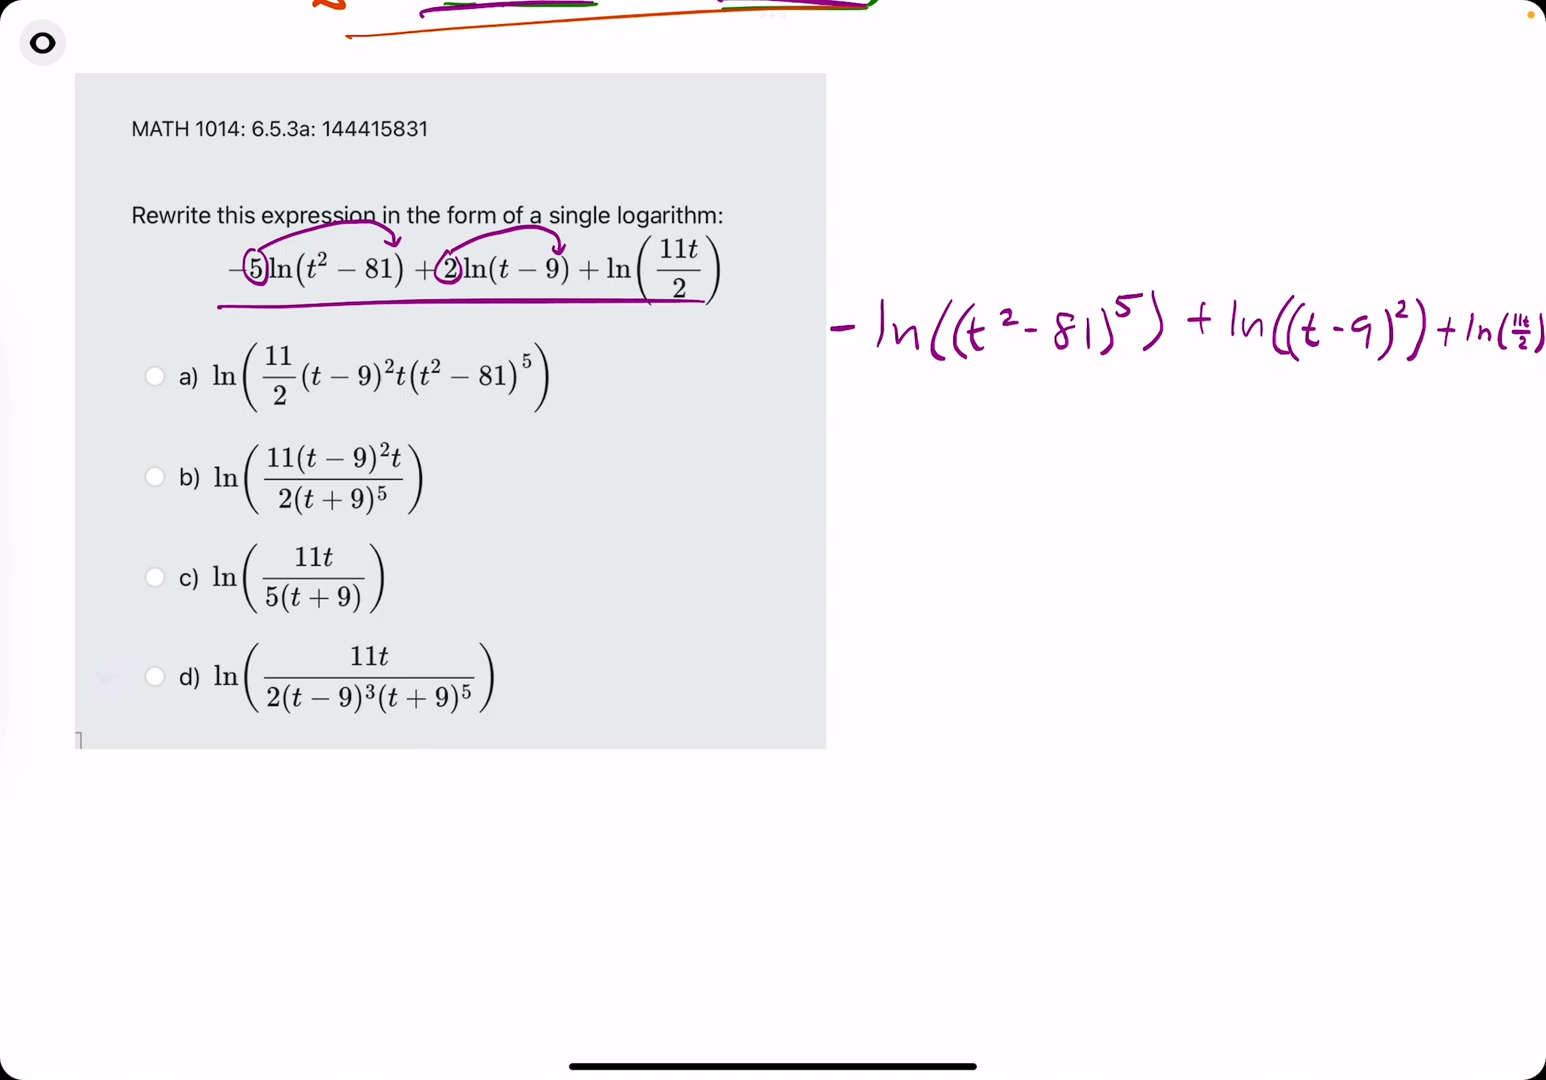 MATH 1014: 6.5.3a: 144415831
Rewrite this expression in the form of a single logarithm:
−5ln(t² − 81) + 2ln(t − 9) + ln(11t/2)
− ln((t² - 81)⁵) + ln((t - 9)²) + ln(11t/2)
a) ln(11/2 (t − 9)²t(t² − 81)⁵)
b) ln(11(t − 9)²t / 2(t + 9)⁵)
c) ln(11t / 5(t + 9))
d) ln(11t / 2(t − 9)³(t + 9)⁵)